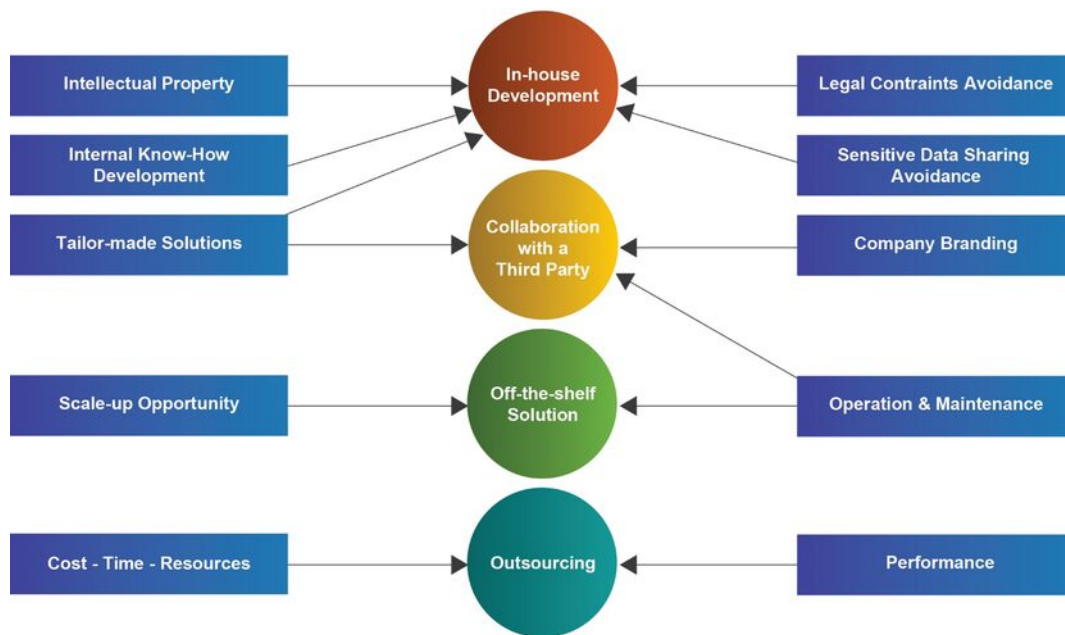 Intellectual Property
In-house
Development
Legal Contraints Avoidance
Internal Know-How
Development
Sensitive Data Sharing
Avoidance
Tailor-made Solutions
Collaboration
with a
Third Party
Company Branding
Scale-up Opportunity
Off-the-shelf
Solution
Operation & Maintenance
Cost - Time - Resources
Outsourcing
Performance